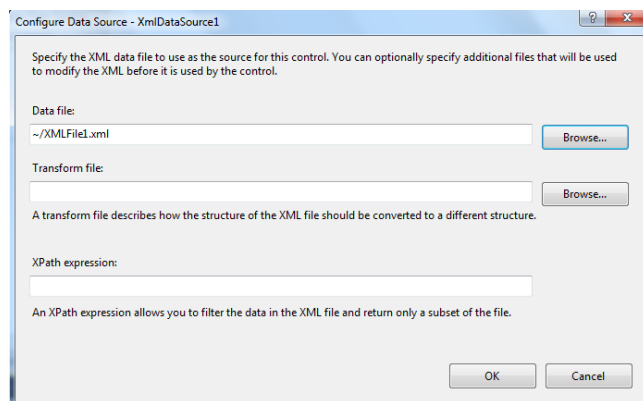 Configure Data Source - XmlDataSource1
Specify the XML data file to use as the source for this control. You can optionally specify additional files that will be used
to modify the XML before it is used by the control.
Data file:
~/XMLFile1.xml
Browse...
Transform file:
Browse...
A transform file describes how the structure of the XML file should be converted to a different structure.
XPath expression:
An XPath expression allows you to filter the data in the XML file and return only a subset of the file.
OK
Cancel